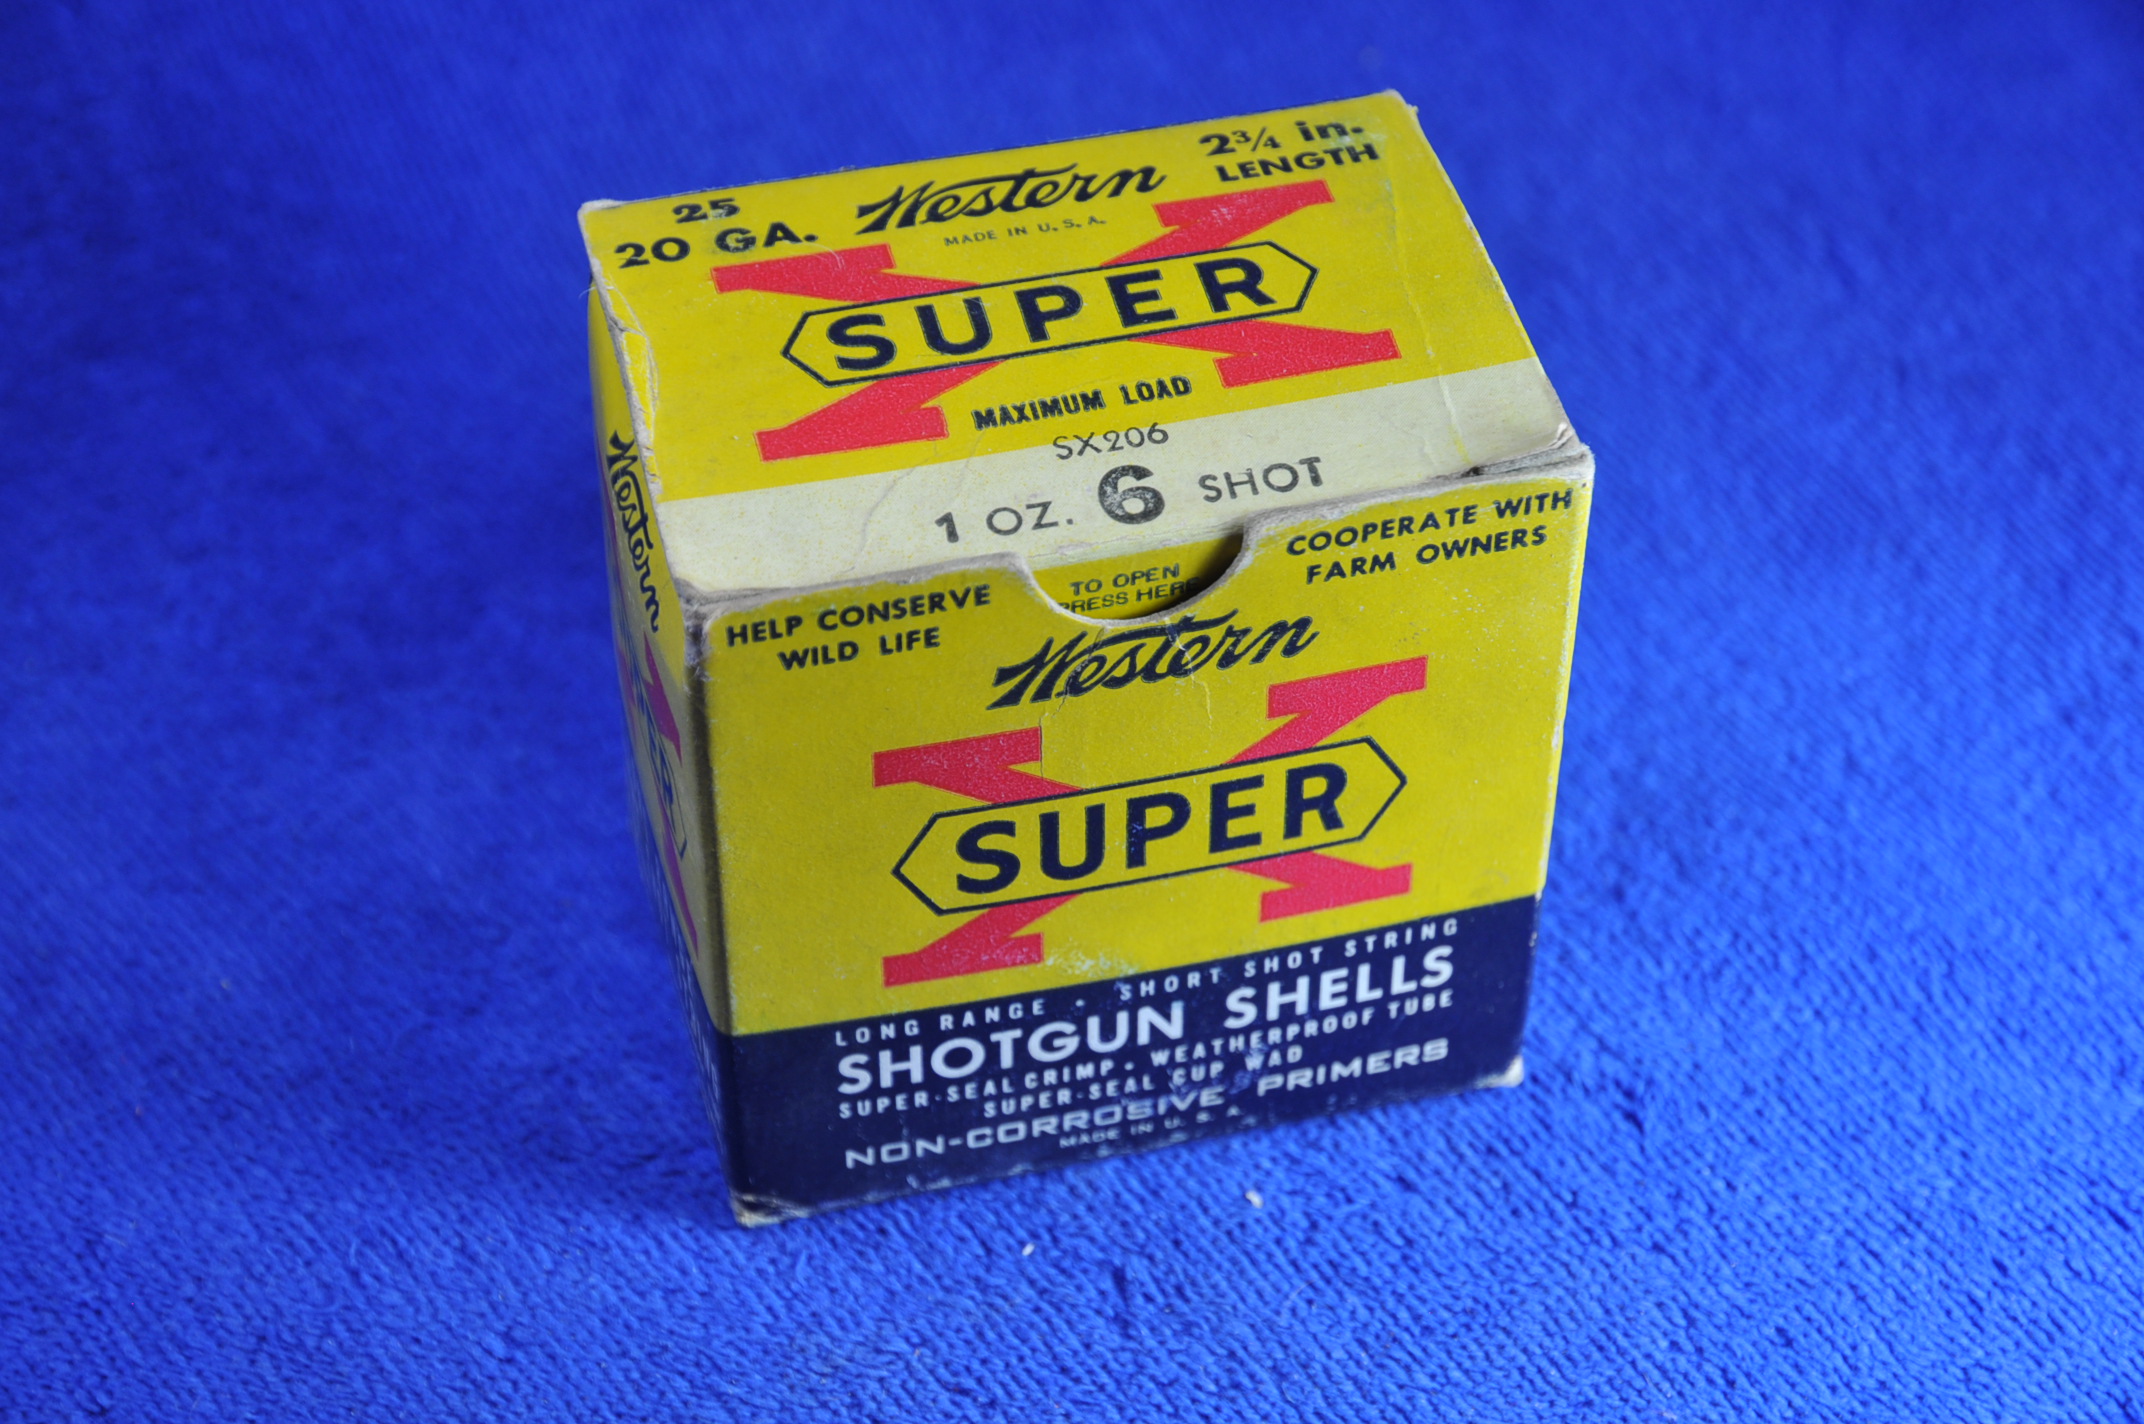 25
20 GA.
Western
MADE IN U.S.A.
2¾ in.
LENGTH
X
SUPER
MAXIMUM LOAD
SX206
1 OZ. 6 SHOT
TO OPEN
PRESS HERE
HELP CONSERVE
WILD LIFE
COOPERATE WITH
FARM OWNERS
Western
X
SUPER
LONG RANGE • SHORT SHOT STRING
SHOTGUN SHELLS
SUPER-SEAL CRIMP • WEATHERPROOF TUBE
SUPER-SEAL CUP WAD
NON-CORROSIVE PRIMERS
MADE IN U.S.A.
Western